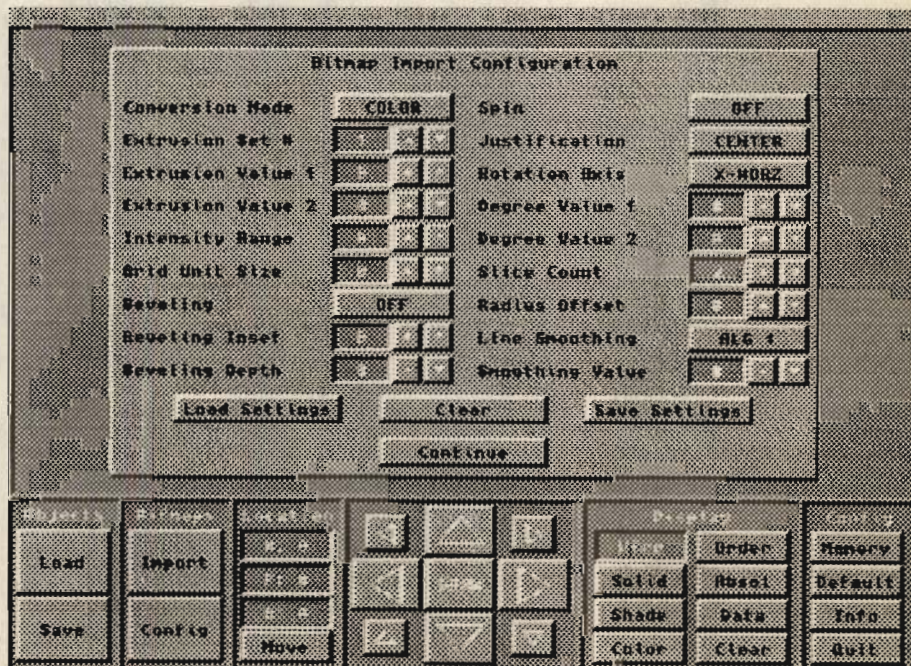 Bitmap Import Configuration
Conversion Mode COLOR Spin OFF
Extrusion Set # 1 Justification CENTER
Extrusion Value 1 Rotation Axis X-HORZ
Extrusion Value 2 Degree Value 1
Intensity Range Degree Value 2
Grid Unit Size Slice Count
Beveling OFF Radius Offset
Beveling Inset Line Smoothing ALG 1
Beveling Depth Smoothing Value
Load Settings Clear Save Settings
Continue
Objects Bitmaps Location Display Config
Load Import Order Memory
Solid Absol Default
Shade Data Info
Save Config Move Color Clear Quit